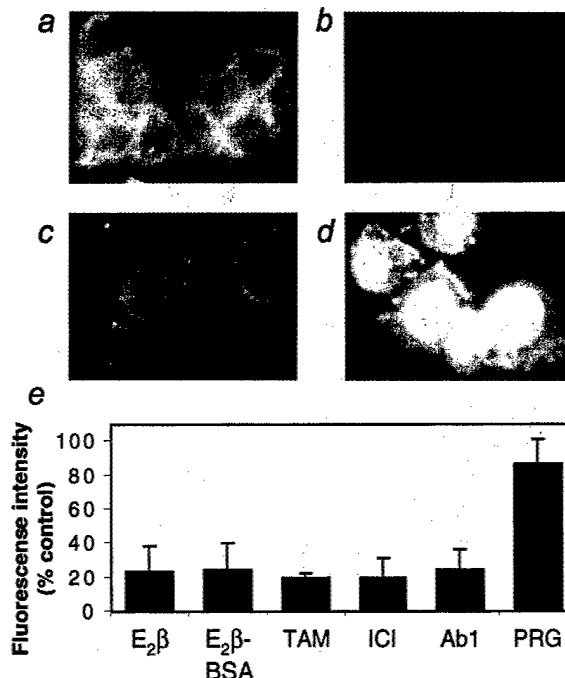 a
b
c
d
e
Fluorescense intensity
(% control)
100
80
60
40
20
0
E₂β
E₂β-
BSA
TAM
ICI
Ab1
PRG